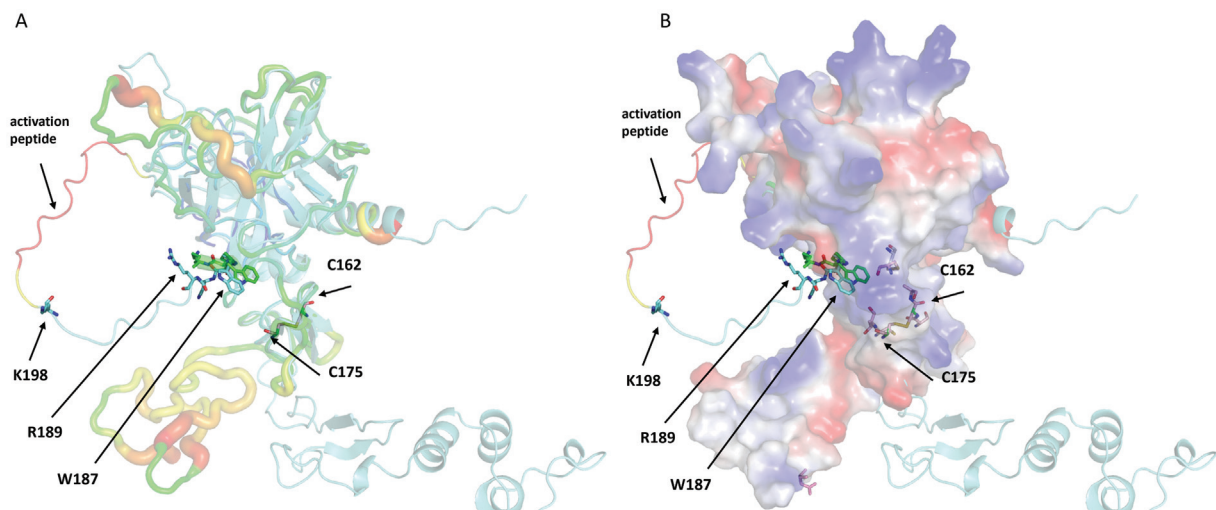 A
activation
peptide
C162
K198
C175
R189
W187
B
activation
peptide
C162
K198
C175
R189
W187